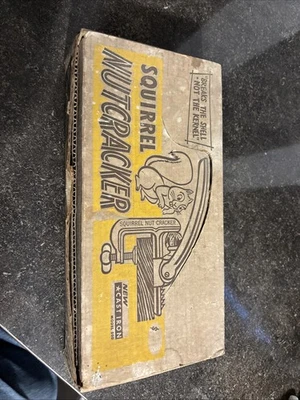 SQUIRREL
NUTCRACKER
"BREAKS THE SHELL
• NOT THE KERNEL"
SQUIRREL NUT CRACKER
NEW
★ CAST IRON